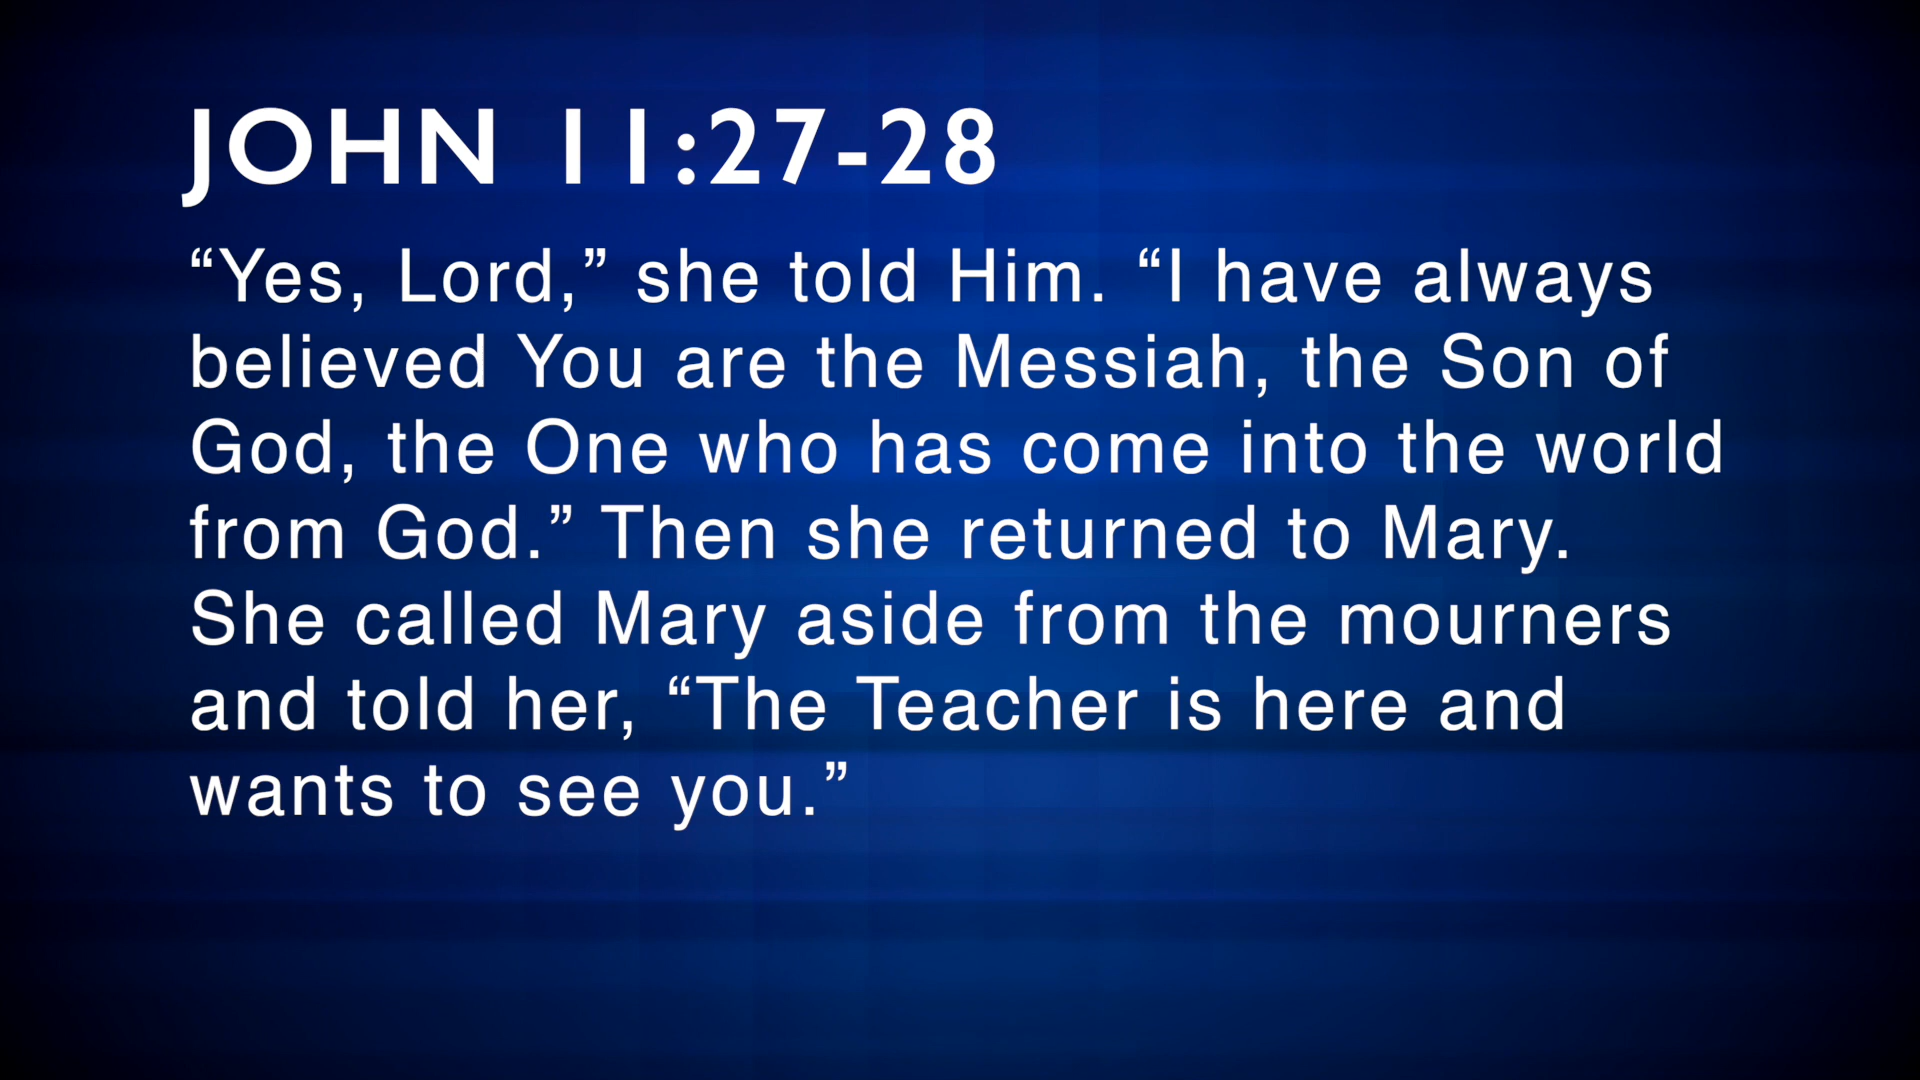 JOHN 11:27-28
“Yes, Lord,” she told Him. “I have always
believed You are the Messiah, the Son of
God, the One who has come into the world
from God.” Then she returned to Mary.
She called Mary aside from the mourners
and told her, “The Teacher is here and
wants to see you.”